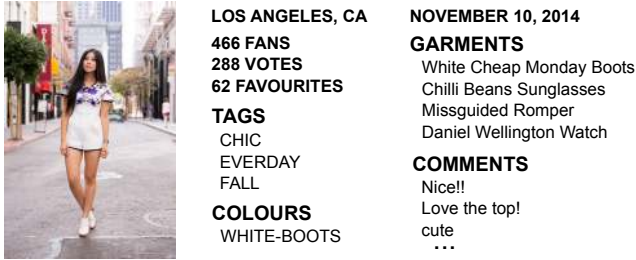 LOS ANGELES, CA
466 FANS
288 VOTES
62 FAVOURITES
TAGS
CHIC
EVERDAY
FALL
COLOURS
WHITE-BOOTS
NOVEMBER 10, 2014
GARMENTS
White Cheap Monday Boots
Chilli Beans Sunglasses
Missguided Romper
Daniel Wellington Watch
COMMENTS
Nice!!
Love the top!
cute
...